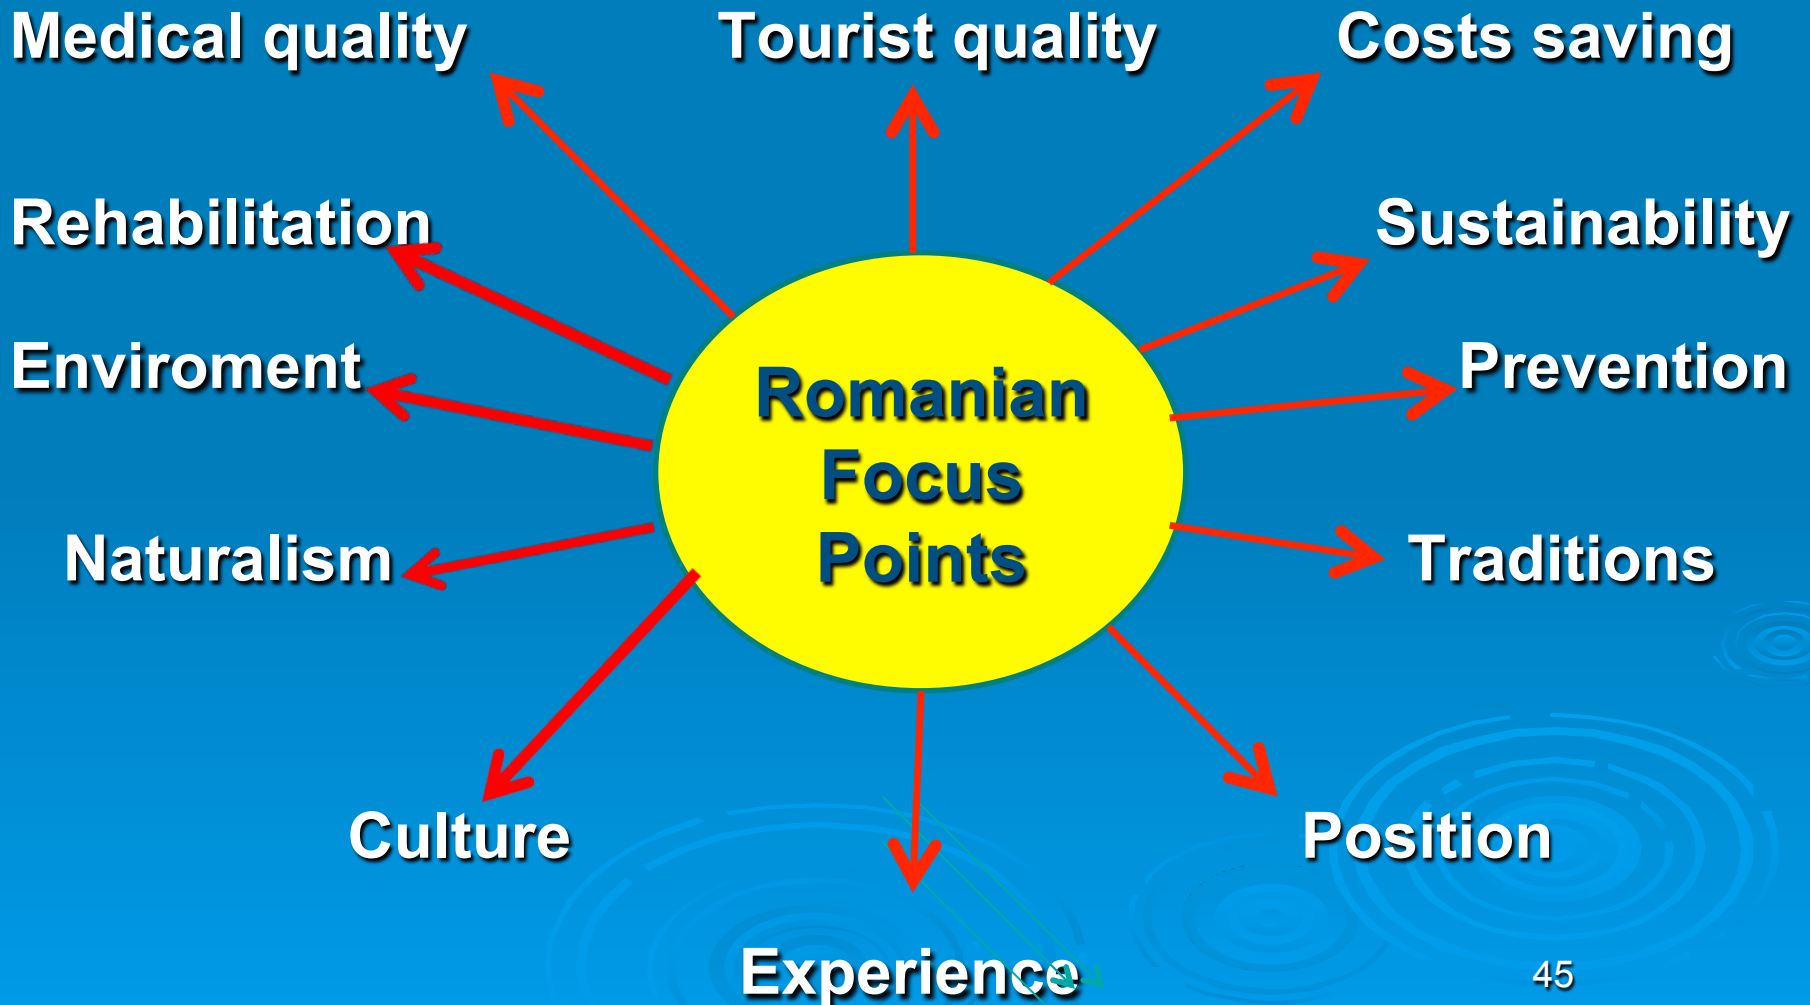 Medical quality
Tourist quality
Costs saving
Rehabilitation
Sustainability
Enviroment
Prevention
Romanian
Focus
Points
Naturalism
Traditions
Culture
Position
Experience
45